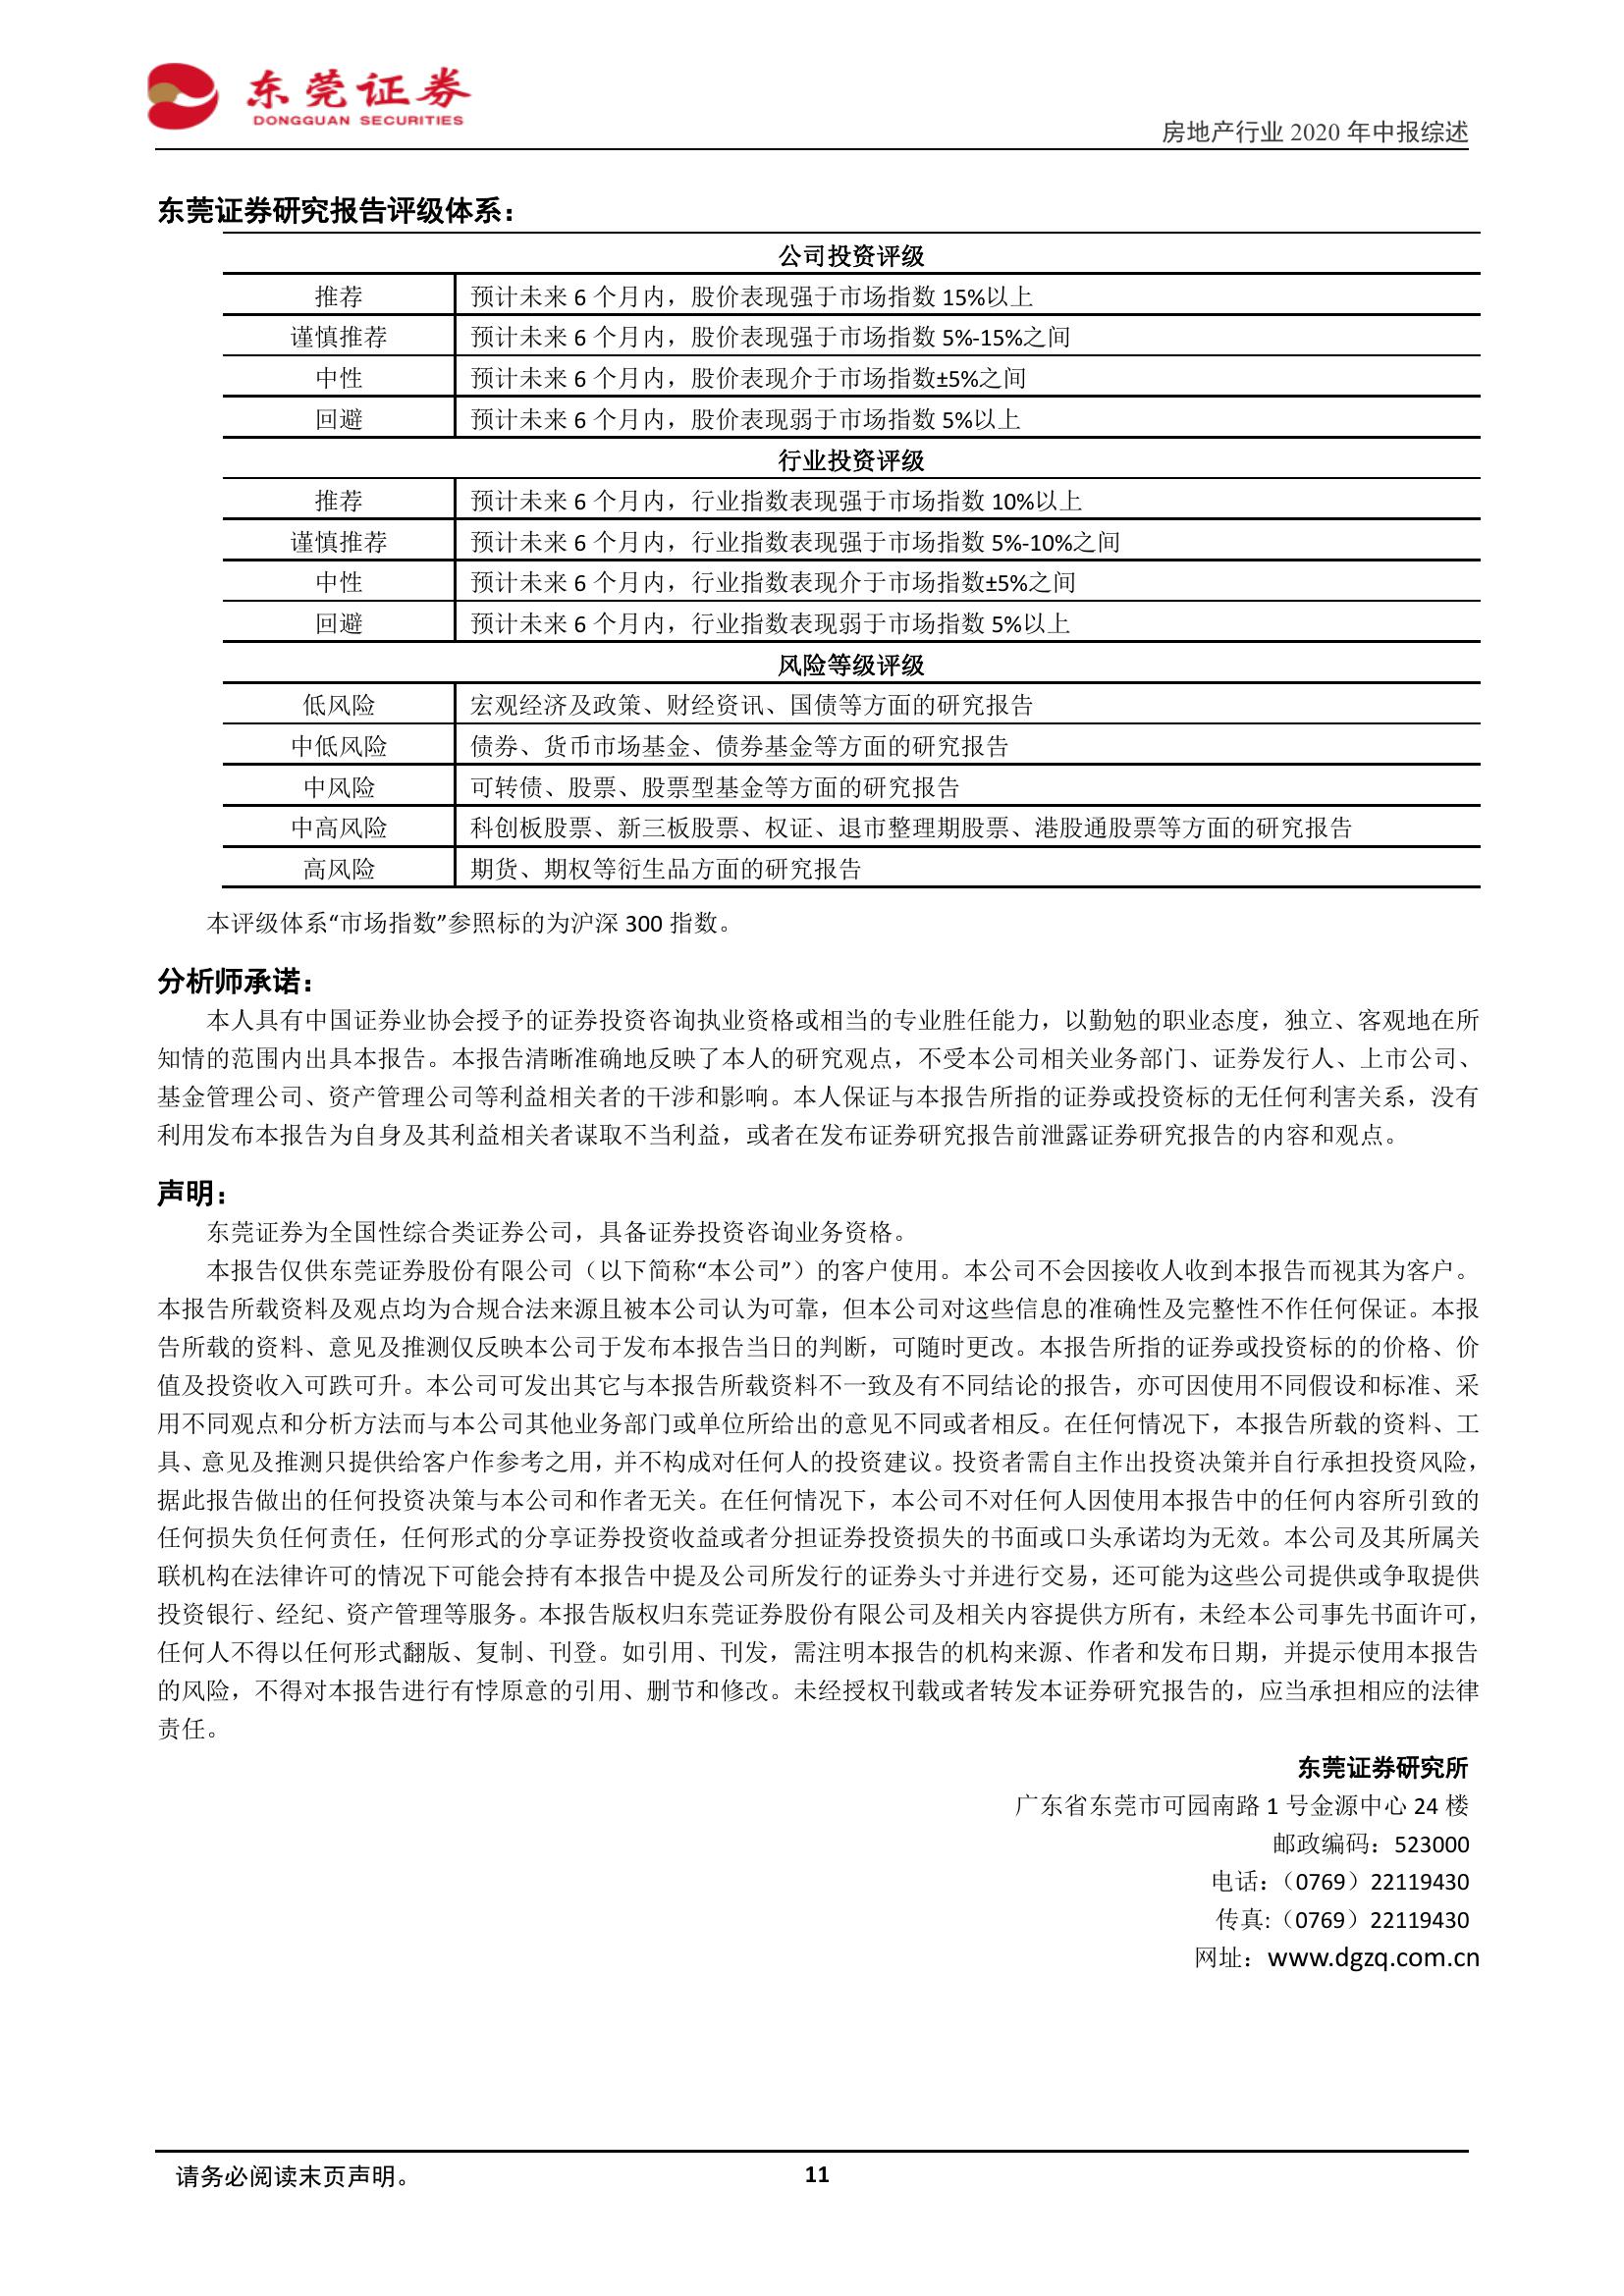 东莞证券
DONGGUAN SECURITIES
房地产行业 2020 年中报综述
东莞证券研究报告评级体系：
公司投资评级
推荐 预计未来 6 个月内，股价表现强于市场指数 15%以上
谨慎推荐 预计未来 6 个月内，股价表现强于市场指数 5%-15%之间
中性 预计未来 6 个月内，股价表现介于市场指数±5%之间
回避 预计未来 6 个月内，股价表现弱于市场指数 5%以上
行业投资评级
推荐 预计未来 6 个月内，行业指数表现强于市场指数 10%以上
谨慎推荐 预计未来 6 个月内，行业指数表现强于市场指数 5%-10%之间
中性 预计未来 6 个月内，行业指数表现介于市场指数±5%之间
回避 预计未来 6 个月内，行业指数表现弱于市场指数 5%以上
风险等级评级
低风险 宏观经济及政策、财经资讯、国债等方面的研究报告
中低风险 债券、货币市场基金、债券基金等方面的研究报告
中风险 可转债、股票、股票型基金等方面的研究报告
中高风险 科创板股票、新三板股票、权证、退市整理期股票、港股通股票等方面的研究报告
高风险 期货、期权等衍生品方面的研究报告
本评级体系“市场指数”参照标的为沪深 300 指数。
分析师承诺：
本人具有中国证券业协会授予的证券投资咨询执业资格或相当的专业胜任能力，以勤勉的职业态度，独立、客观地在所
知情的范围内出具本报告。本报告清晰准确地反映了本人的研究观点，不受本公司相关业务部门、证券发行人、上市公司、
基金管理公司、资产管理公司等利益相关者的干涉和影响。本人保证与本报告所指的证券或投资标的无任何利害关系，没有
利用发布本报告为自身及其利益相关者谋取不当利益，或者在发布证券研究报告前泄露证券研究报告的内容和观点。
声明：
东莞证券为全国性综合类证券公司，具备证券投资咨询业务资格。
本报告仅供东莞证券股份有限公司（以下简称“本公司”）的客户使用。本公司不会因接收人收到本报告而视其为客户。
本报告所载资料及观点均为合规合法来源且被本公司认为可靠，但本公司对这些信息的准确性及完整性不作任何保证。本报
告所载的资料、意见及推测仅反映本公司于发布本报告当日的判断，可随时更改。本报告所指的证券或投资标的的价格、价
值及投资收入可跌可升。本公司可发出其它与本报告所载资料不一致及有不同结论的报告，亦可因使用不同假设和标准、采
用不同观点和分析方法而与本公司其他业务部门或单位所给出的意见不同或者相反。在任何情况下，本报告所载的资料、工
具、意见及推测只提供给客户作参考之用，并不构成对任何人的投资建议。投资者需自主作出投资决策并自行承担投资风险，
据此报告做出的任何投资决策与本公司和作者无关。在任何情况下，本公司不对任何人因使用本报告中的任何内容所引致的
任何损失负任何责任，任何形式的分享证券投资收益或者分担证券投资损失的书面或口头承诺均为无效。本公司及其所属关
联机构在法律许可的情况下可能会持有本报告中提及公司所发行的证券头寸并进行交易，还可能为这些公司提供或争取提供
投资银行、经纪、资产管理等服务。本报告版权归东莞证券股份有限公司及相关内容提供方所有，未经本公司事先书面许可，
任何人不得以任何形式翻版、复制、刊登。如引用、刊发，需注明本报告的机构来源、作者和发布日期，并提示使用本报告
的风险，不得对本报告进行有悖原意的引用、删节和修改。未经授权刊载或者转发本证券研究报告的，应当承担相应的法律
责任。
东莞证券研究所
广东省东莞市可园南路 1 号金源中心 24 楼
邮政编码：523000
电话：（0769）22119430
传真:（0769）22119430
网址：www.dgzq.com.cn
请务必阅读末页声明。
11